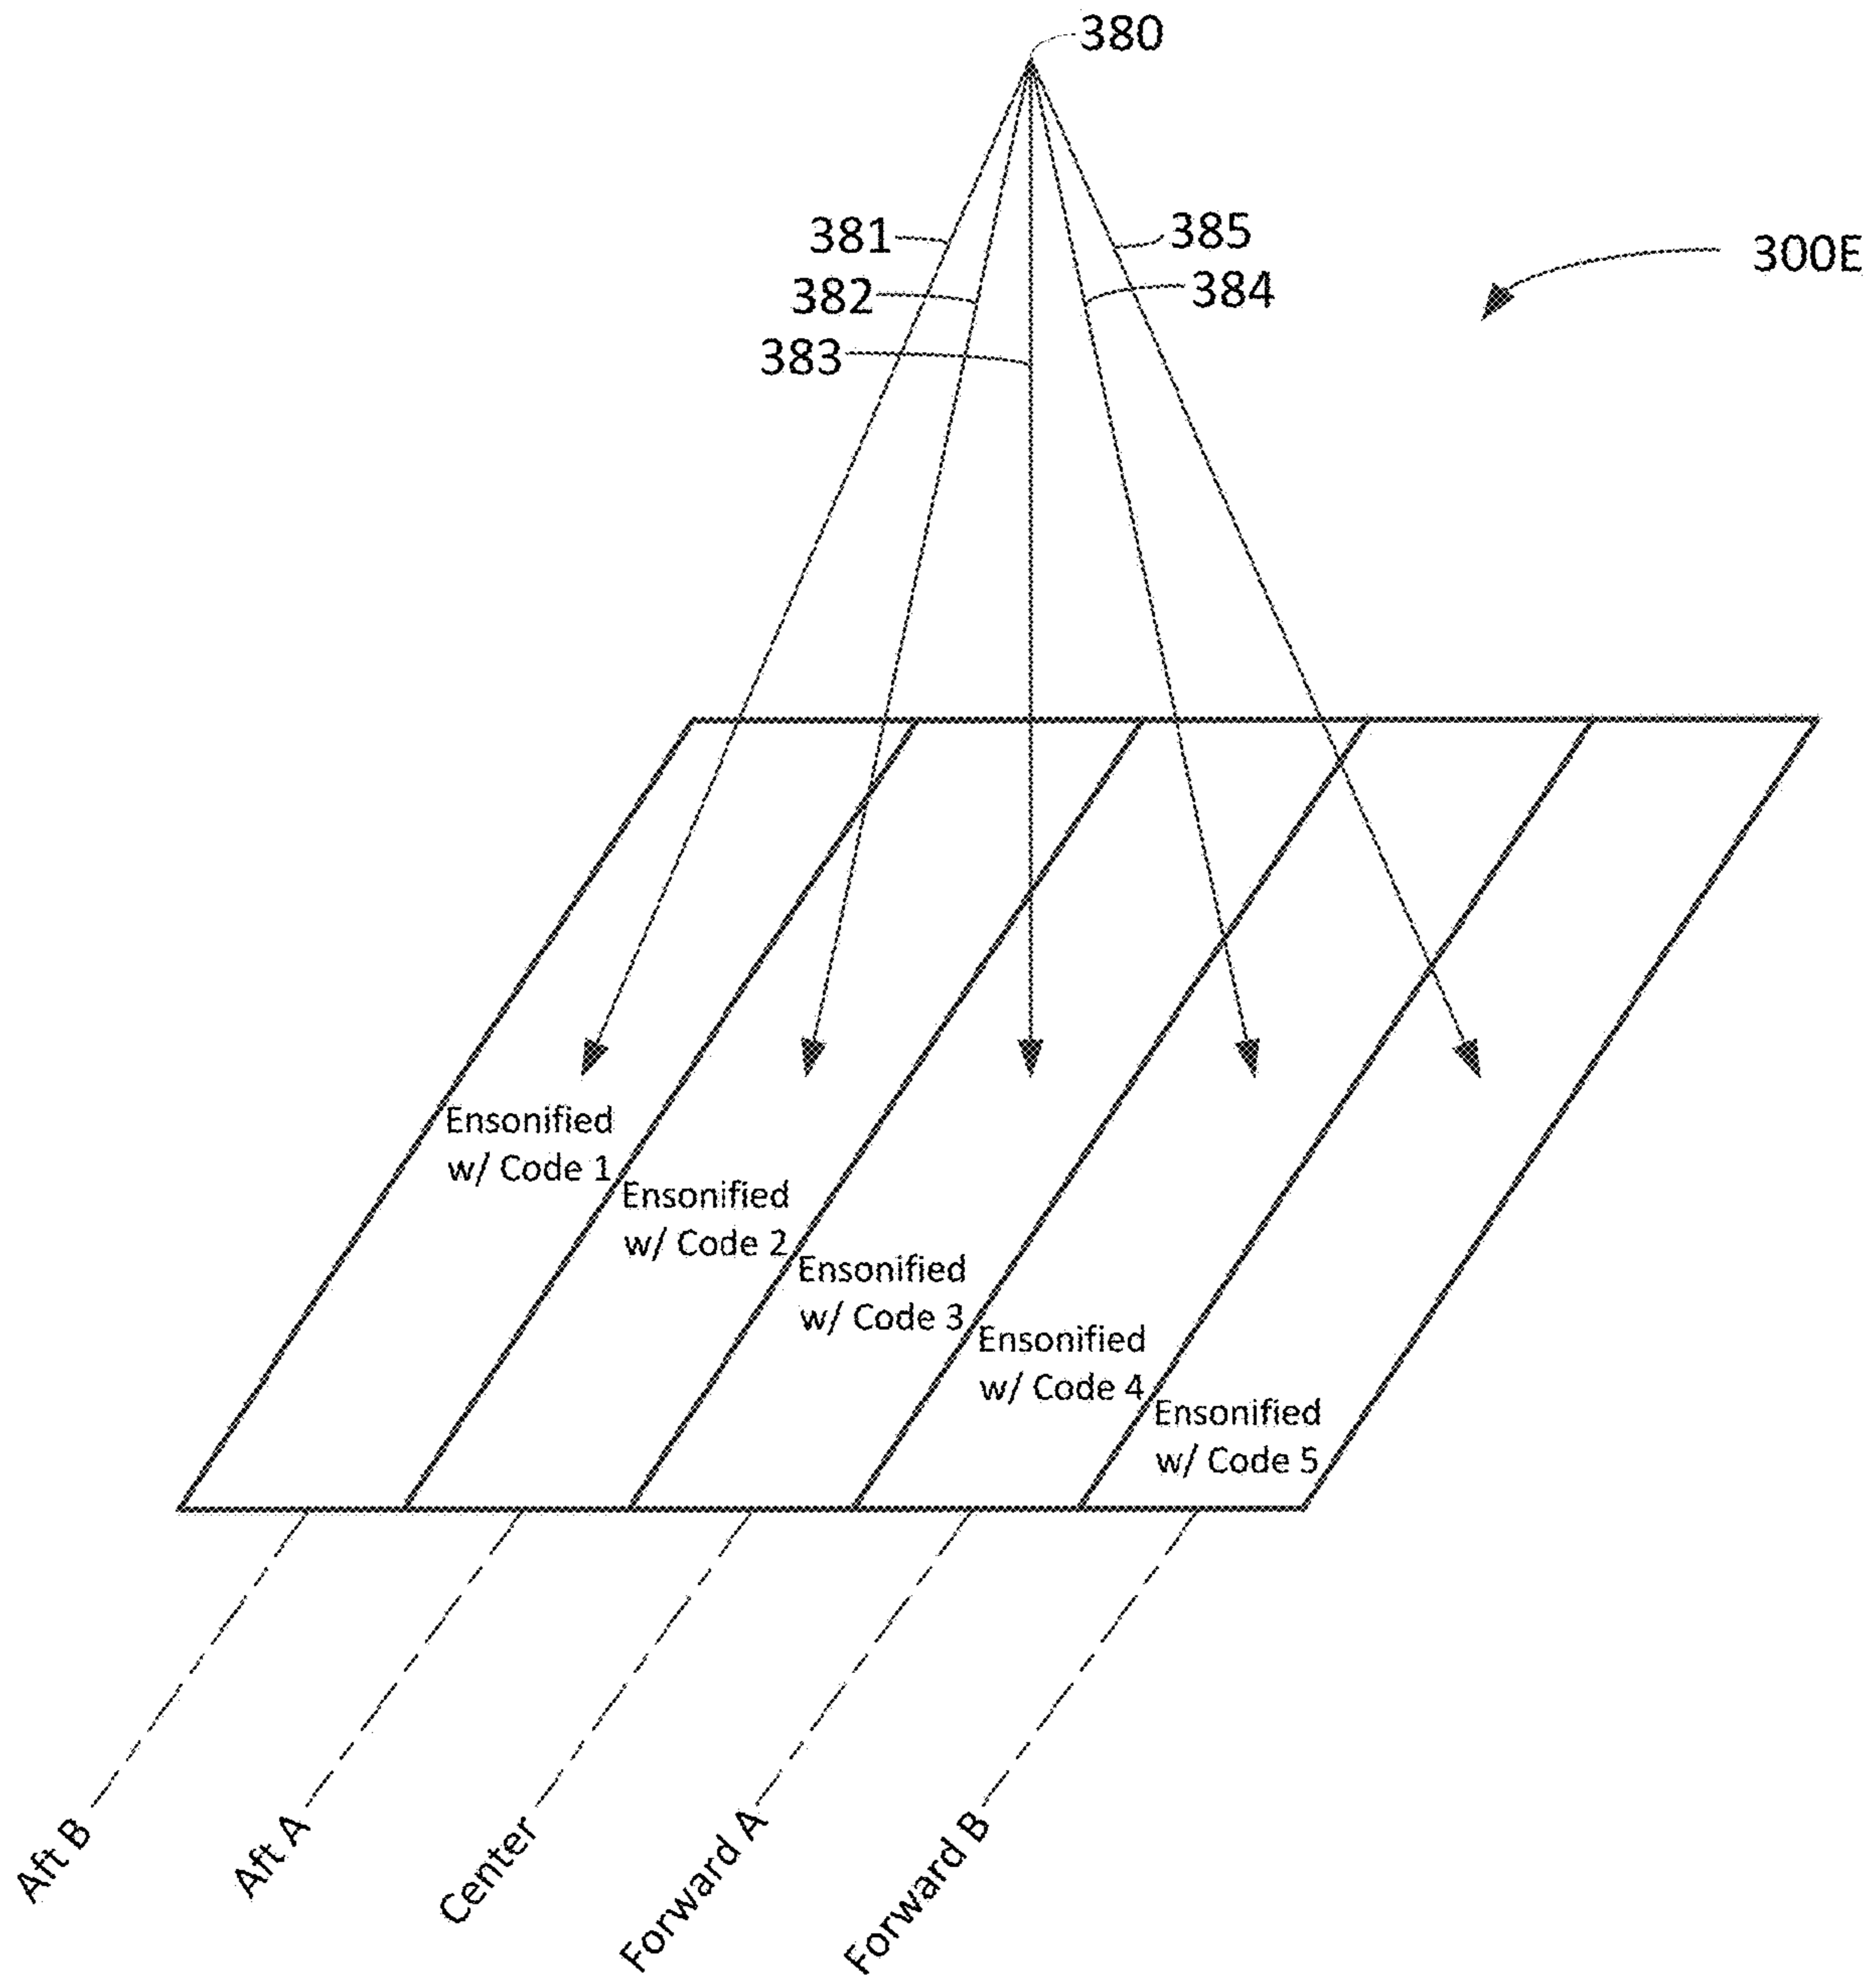 380
381
385
300E
382
384
383
Ensonified
w/ Code 1
Ensonified
w/ Code 2
Ensonified
w/ Code 3
Ensonified
w/ Code 4
Ensonified
w/ Code 5
Aft B
Aft A
Center
Forward A
Forward B